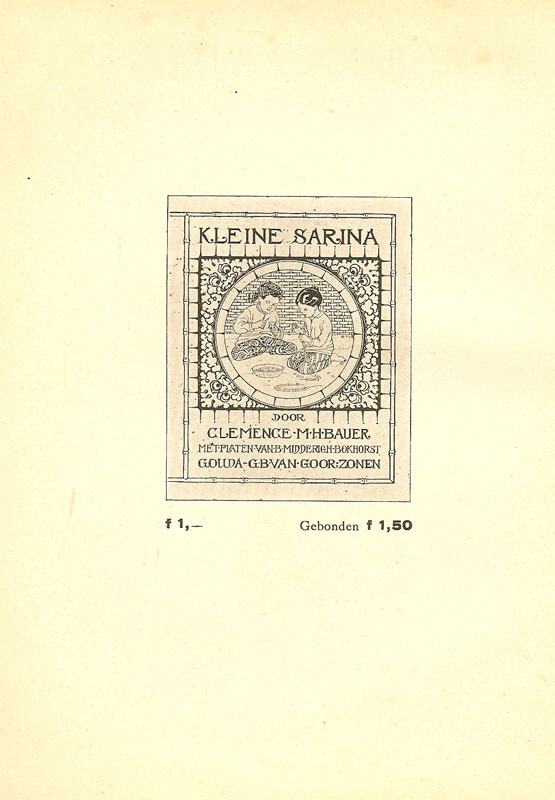 KLEINE SARINA
DOOR
CLEMENCE·M·H·BAUER
MET·PLATEN·VAN·B·MIDDERIGH·BOKHORST
GOUDA-G·B·VAN·GOOR:ZONEN
f 1,—
Gebonden f 1,50